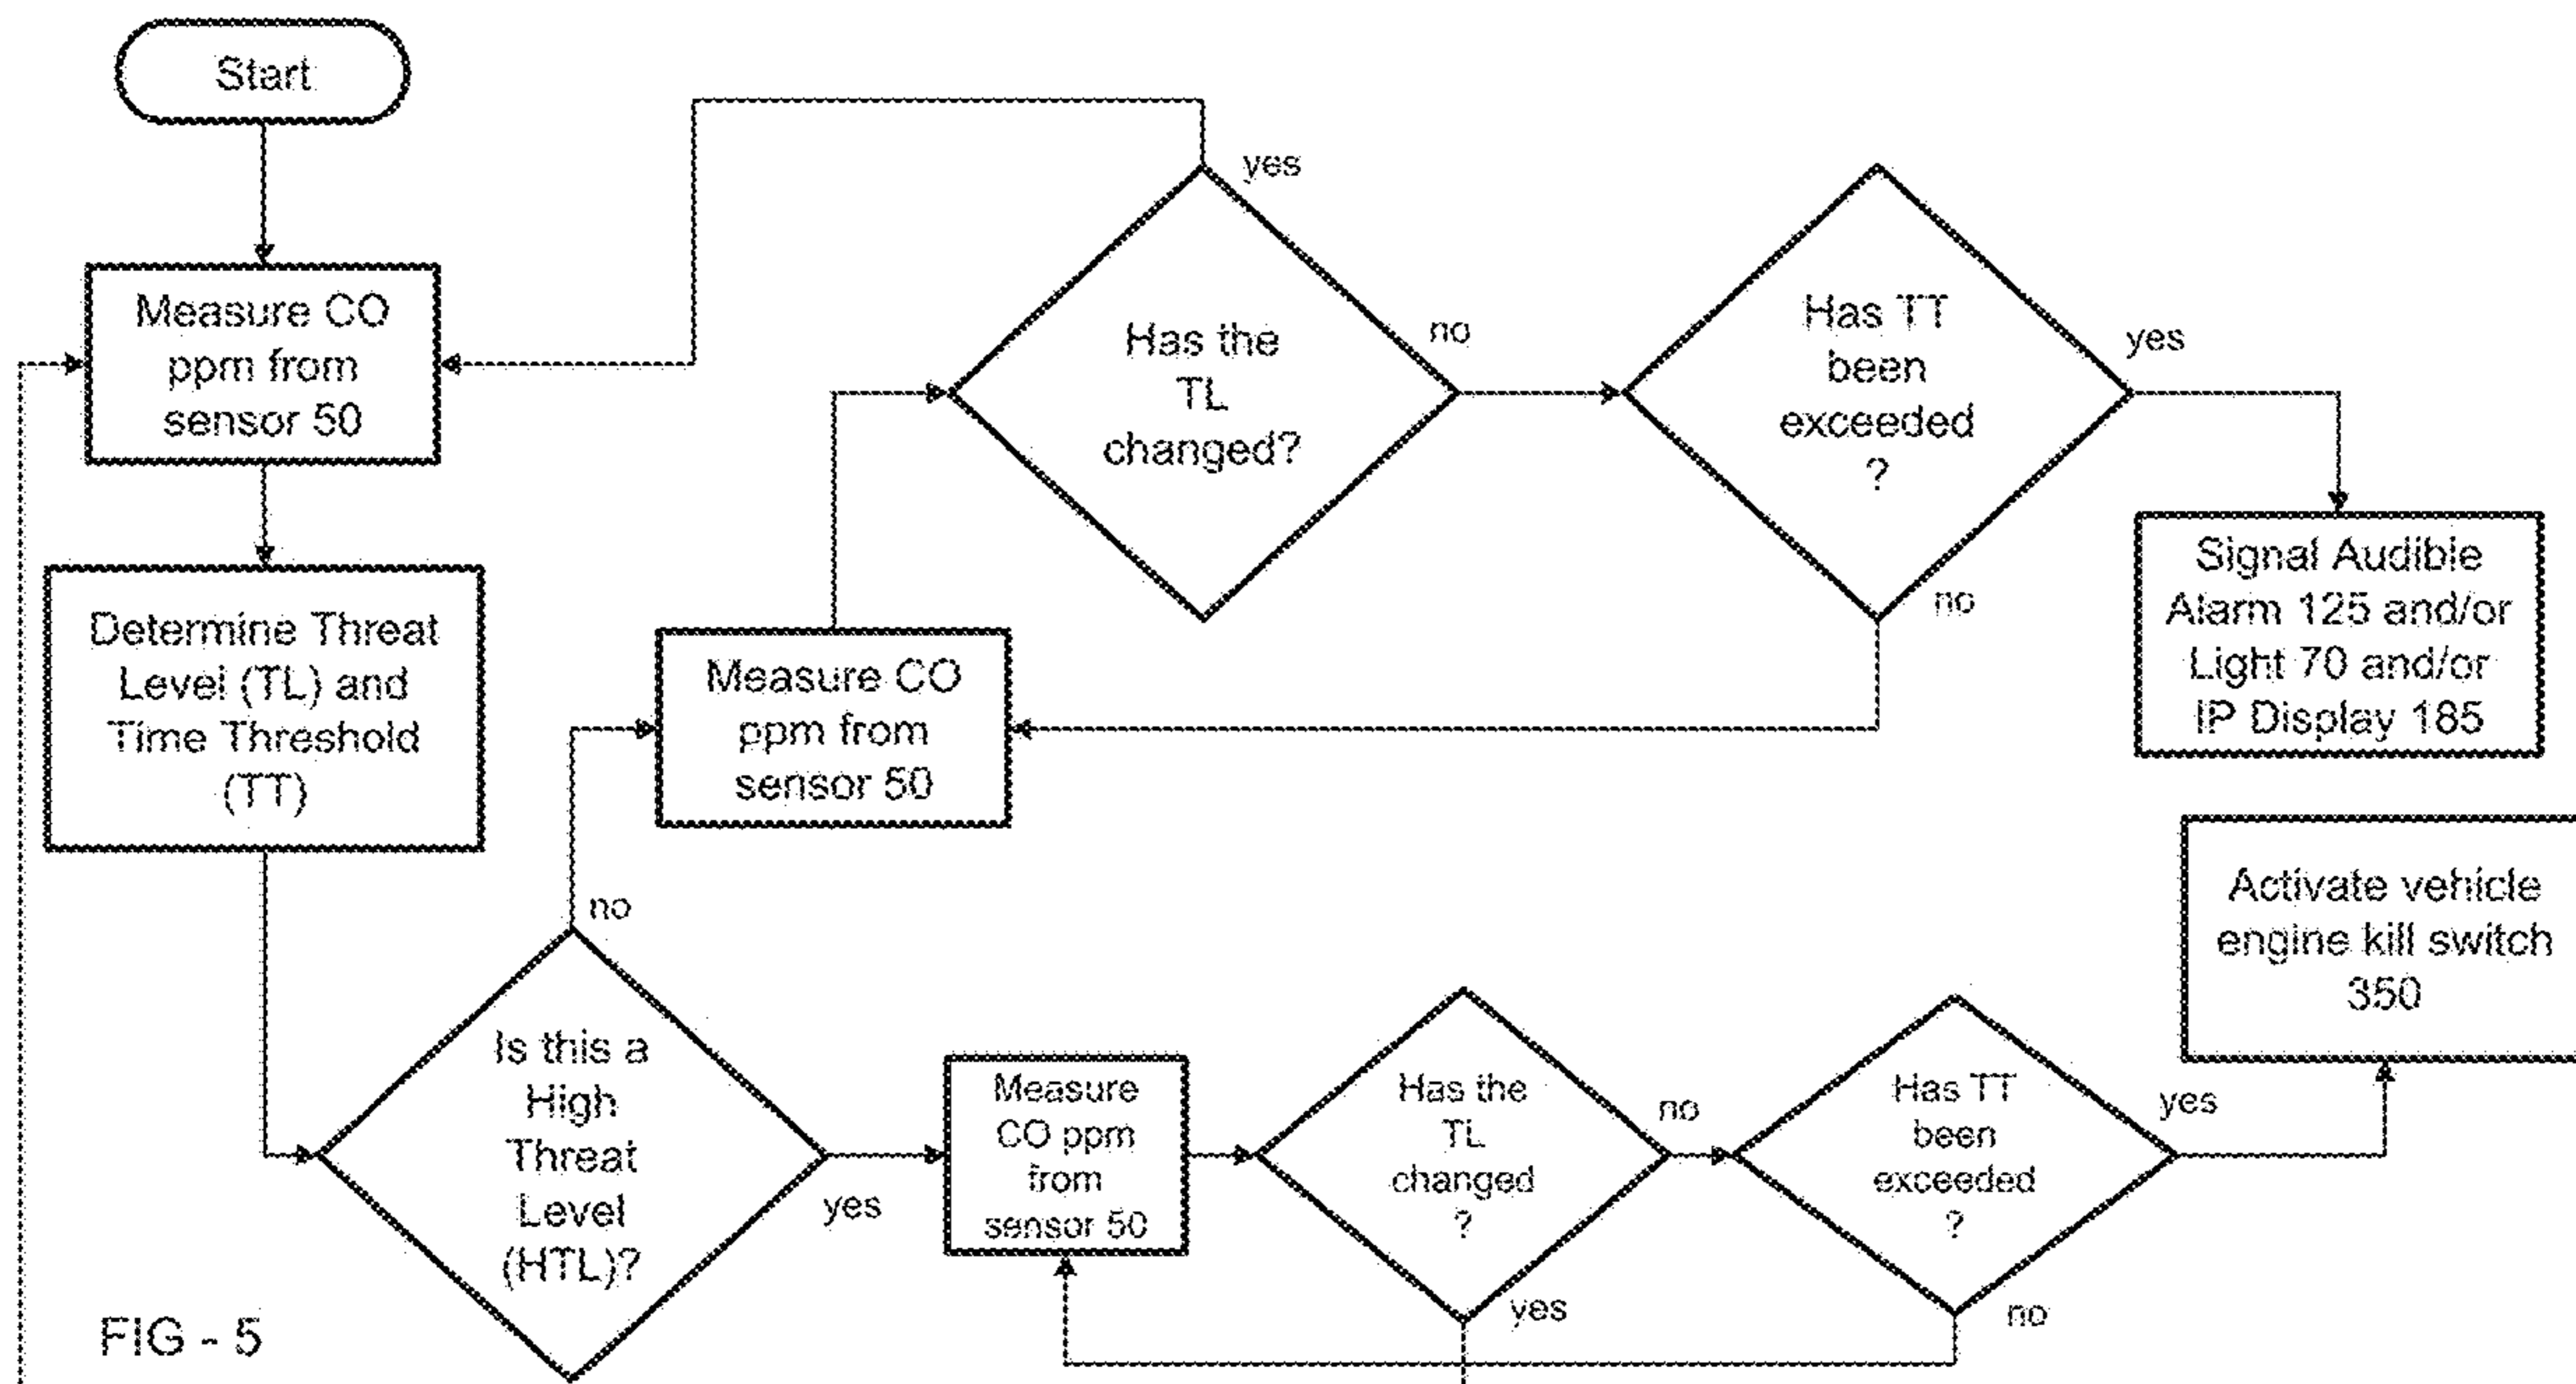 Start
Measure CO
ppm from
sensor 50
Determine Threat
Level (TL) and
Time Threshold
(TT)
Is this a
High
Threat
Level
(HTL)?
no
yes
Measure CO
ppm from
sensor 50
Has the
TL
changed?
yes
no
Has TT
been
exceeded
?
yes
no
Signal Audible
Alarm 125 and/or
Light 70 and/or
IP Display 185
Measure
CO ppm
from
sensor 50
Has the
TL
changed
?
no
yes
Has TT
been
exceeded
?
yes
no
Activate vehicle
engine kill switch
350
FIG - 5